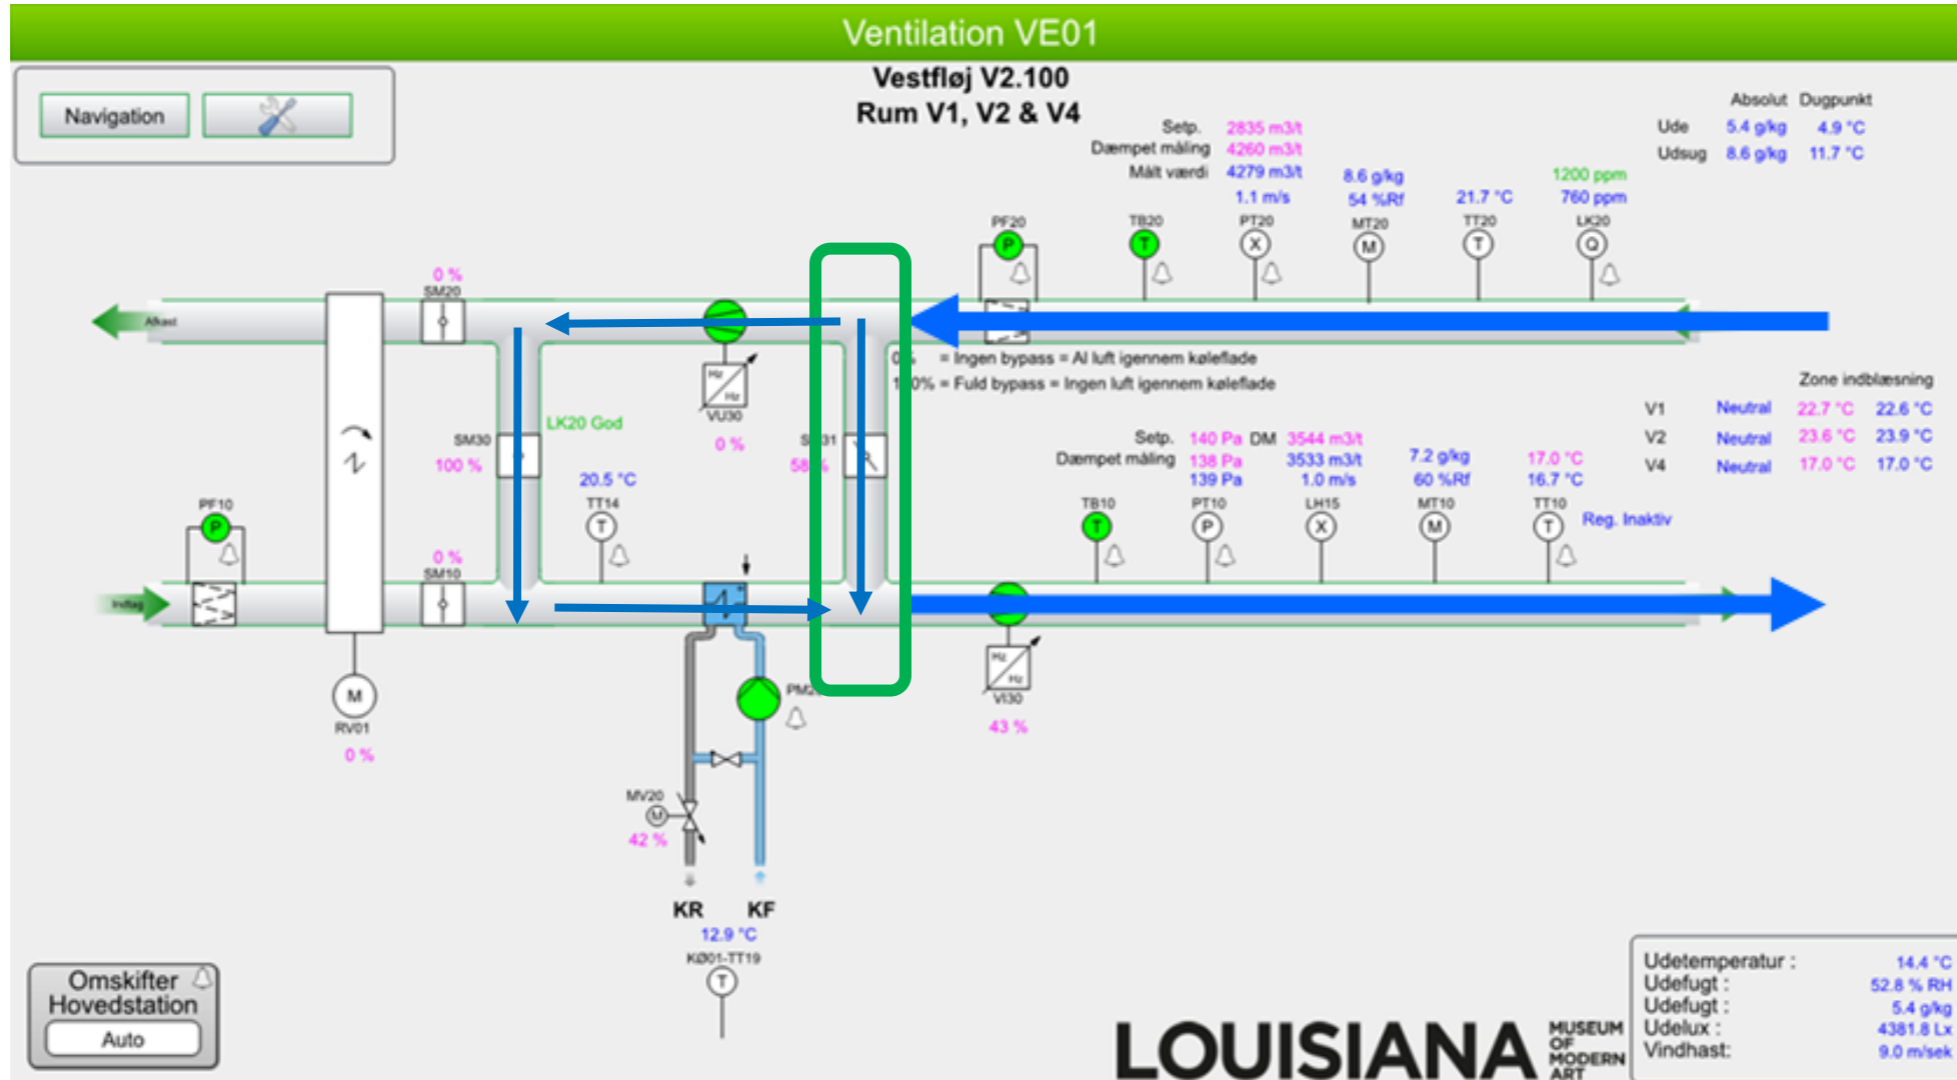 Ventilation VE01
Vestfløj V2.100
Rum V1, V2 & V4
Navigation
Absolut Dugpunkt
Ude 5.4 g/kg 4.9 °C
Udsug 8.6 g/kg 11.7 °C
Setp. 2835 m3/t
Dæmpet måling 4260 m3/t
Målt værdi 4279 m3/t 8.6 g/kg 1200 ppm
1.1 m/s 54 %Rf 21.7 °C 760 ppm
PF20 TB20 PT20 MT20 TT20 LK20
P T X M T Q
0 %
SM20
Afkast
= Ingen bypass = Al luft igennem køleflade
= Fuld bypass = Ingen luft igennem køleflade
Hz
Hz
VU30
0 %
LK20 God
SM30
100 %
Zone indblæsning
V1 Neutral 22.7 °C 22.6 °C
V2 Neutral 23.6 °C 23.9 °C
V4 Neutral 17.0 °C 17.0 °C
Setp. 140 Pa DM 3544 m3/t
Dæmpet måling 138 Pa 3533 m3/t 7.2 g/kg 17.0 °C
139 Pa 1.0 m/s 60 %Rf 16.7 °C
20.5 °C
TT14
T
PF10
P
TB10 PT10 LH15 MT10 TT10
T P X M T
Reg. Inaktiv
0 %
SM10
Indtag
M
RV01
0 %
Hz
Hz
VI30
43 %
MV20
M
42 %
KR KF
12.9 °C
KØ01-TT19
T
Omskifter
Hovedstation
Auto
LOUISIANA
MUSEUM
OF
MODERN
ART
Udetemperatur : 14.4 °C
Udefugt : 52.8 % RH
Udefugt : 5.4 g/kg
Udelux : 4381.8 Lx
Vindhast: 9.0 m/sek